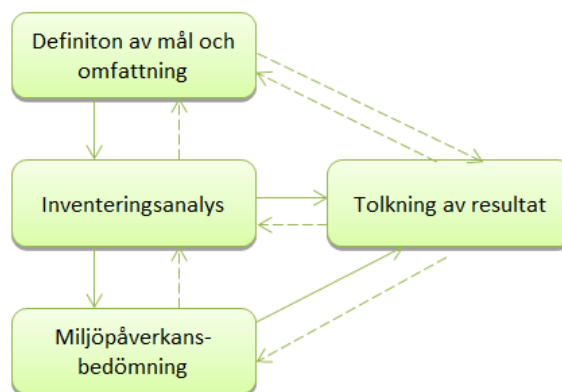 Definiton av mål och
omfattning
Inventeringsanalys
Tolkning av resultat
Miljöpåverkans-
bedömning